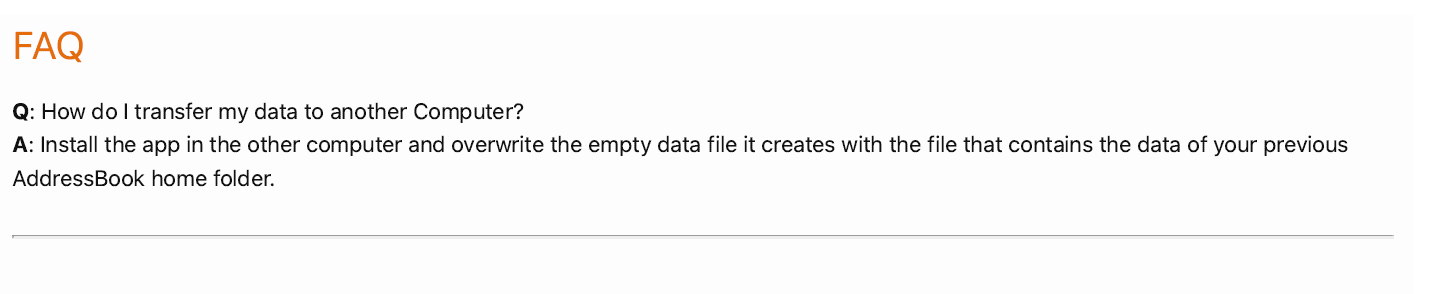 FAQ
Q: How do I transfer my data to another Computer?
A: Install the app in the other computer and overwrite the empty data file it creates with the file that contains the data of your previous
AddressBook home folder.